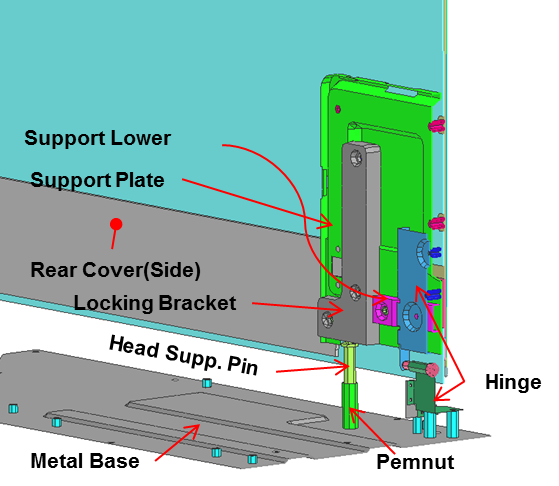 Support Lower
Support Plate
Rear Cover(Side)
Locking Bracket
Head Supp. Pin
Hinge
Metal Base
Pemnut